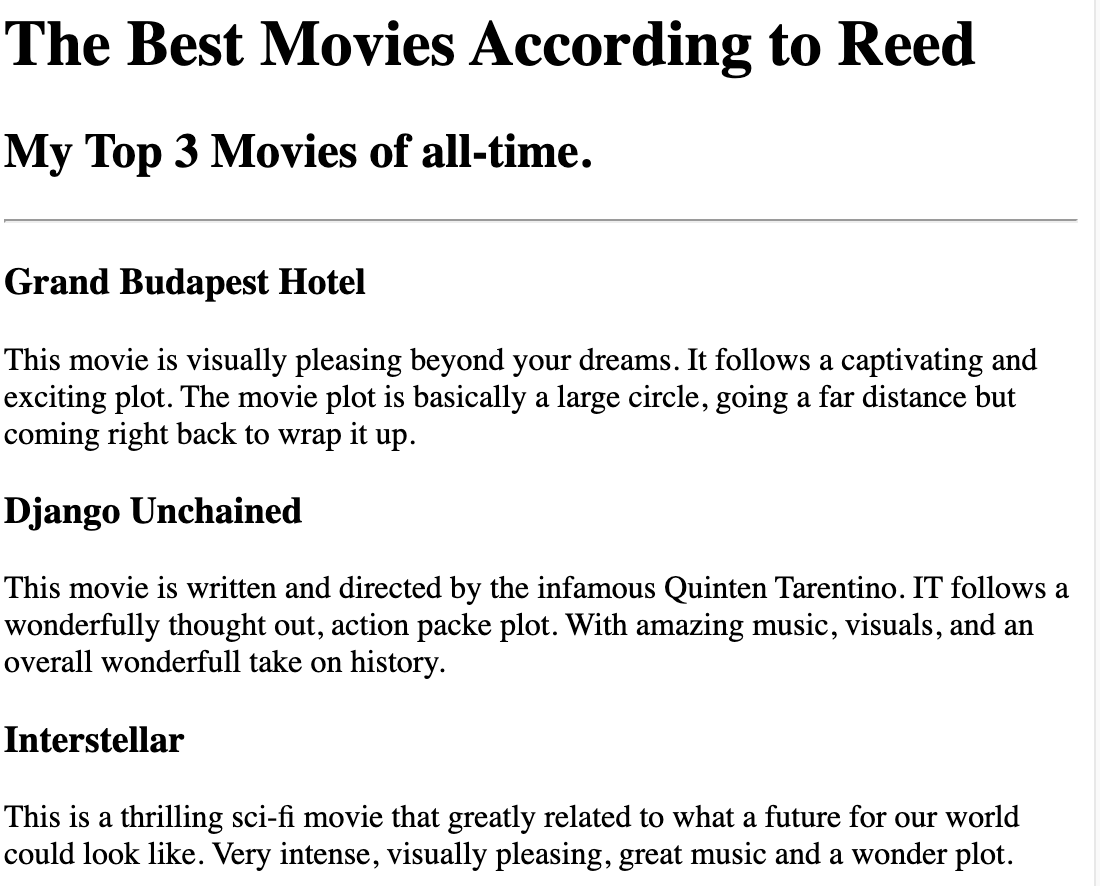 The Best Movies According to Reed
My Top 3 Movies of all-time.
Grand Budapest Hotel
This movie is visually pleasing beyond your dreams. It follows a captivating and
exciting plot. The movie plot is basically a large circle, going a far distance but
coming right back to wrap it up.
Django Unchained
This movie is written and directed by the infamous Quinten Tarentino. IT follows a
wonderfully thought out, action packe plot. With amazing music, visuals, and an
overall wonderfull take on history.
Interstellar
This is a thrilling sci-fi movie that greatly related to what a future for our world
could look like. Very intense, visually pleasing, great music and a wonder plot.